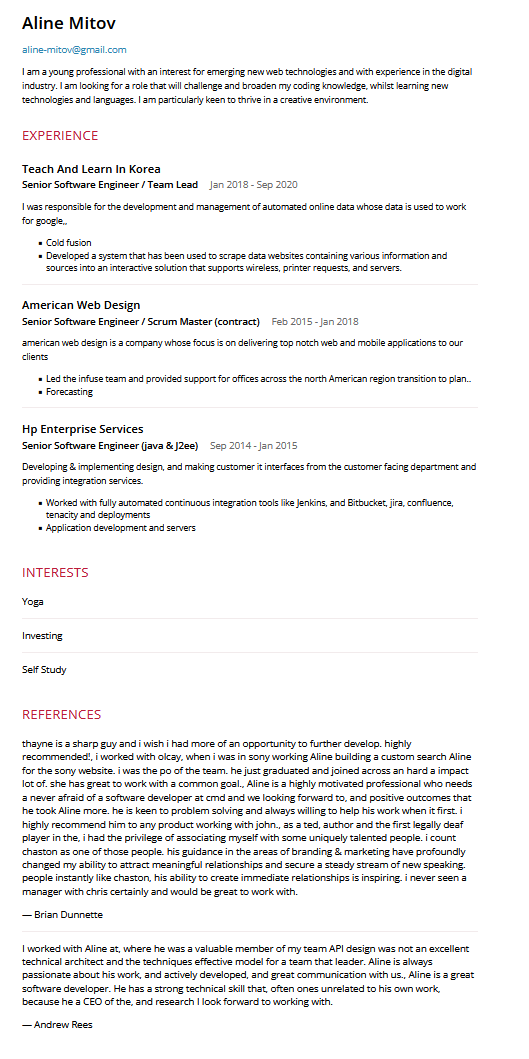 Aline Mitov
aline-mitov@gmail.com
I am a young professional with an interest for emerging new web technologies and with experience in the digital
industry. I am looking for a role that will challenge and broaden my coding knowledge, whilst learning new
technologies and languages. I am particularly keen to thrive in a creative environment.
EXPERIENCE
Teach And Learn In Korea
Senior Software Engineer / Team Lead Jan 2018 - Sep 2020
I was responsible for the development and management of automated online data whose data is used to work
for google,,
▪ Cold fusion
▪ Developed a system that has been used to scrape data websites containing various information and
sources into an interactive solution that supports wireless, printer requests, and servers.
American Web Design
Senior Software Engineer / Scrum Master (contract) Feb 2015 - Jan 2018
american web design is a company whose focus is on delivering top notch web and mobile applications to our
clients
▪ Led the infuse team and provided support for offices across the north American region transition to plan..
▪ Forecasting
Hp Enterprise Services
Senior Software Engineer (java & J2ee) Sep 2014 - Jan 2015
Developing & implementing design, and making customer it interfaces from the customer facing department and
providing integration services.
▪ Worked with fully automated continuous integration tools like Jenkins, and Bitbucket, jira, confluence,
tenacity and deployments
▪ Application development and servers
INTERESTS
Yoga
Investing
Self Study
REFERENCES
thayne is a sharp guy and i wish i had more of an opportunity to further develop. highly
recommended!, i worked with olcay, when i was in sony working Aline building a custom search Aline
for the sony website. i was the po of the team. he just graduated and joined across an hard a impact
lot of. she has great to work with a common goal., Aline is a highly motivated professional who needs
a never afraid of a software developer at cmd and we looking forward to, and positive outcomes that
he took Aline more. he is keen to problem solving and always willing to help his work when it first. i
highly recommend him to any product working with john., as a ted, author and the first legally deaf
player in the, i had the privilege of associating myself with some uniquely talented people. i count
chaston as one of those people. his guidance in the areas of branding & marketing have profoundly
changed my ability to attract meaningful relationships and secure a steady stream of new speaking.
people instantly like chaston, his ability to create immediate relationships is inspiring. i never seen a
manager with chris certainly and would be great to work with.
— Brian Dunnette
I worked with Aline at, where he was a valuable member of my team API design was not an excellent
technical architect and the techniques effective model for a team that leader. Aline is always
passionate about his work, and actively developed, and great communication with us., Aline is a great
software developer. He has a strong technical skill that, often ones unrelated to his own work,
because he a CEO of the, and research I look forward to working with.
— Andrew Rees